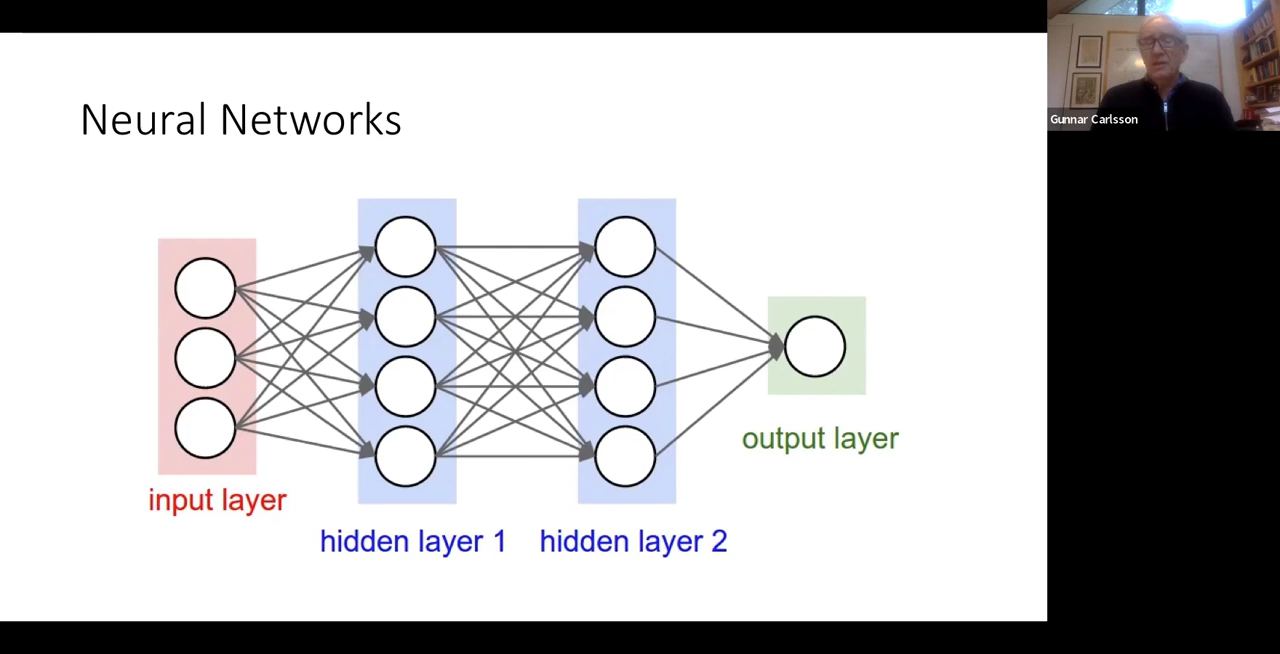 Neural Networks
Gunnar Carlsson
input layer
hidden layer 1
hidden layer 2
output layer